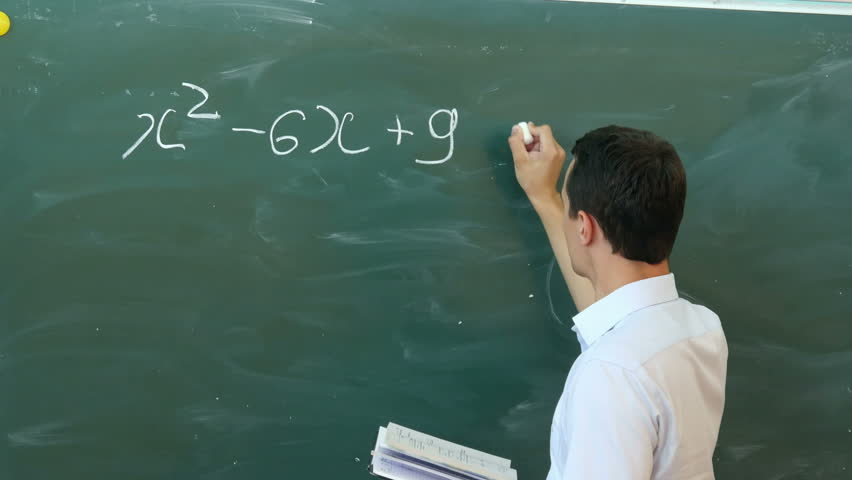 x² - 6x + 9